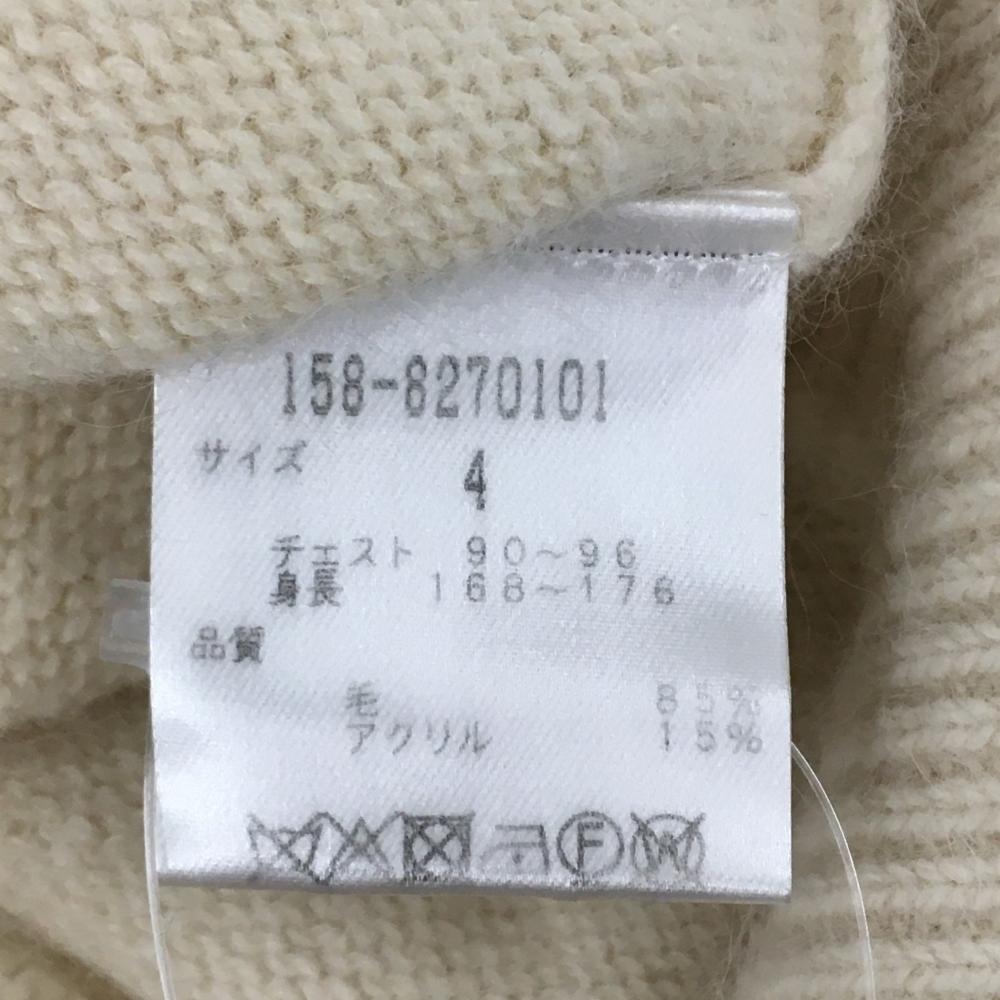 158-8270101
サイズ 4
チェスト 90～96
身長 168～176
品質
毛 85%
アクリル 15%
F W